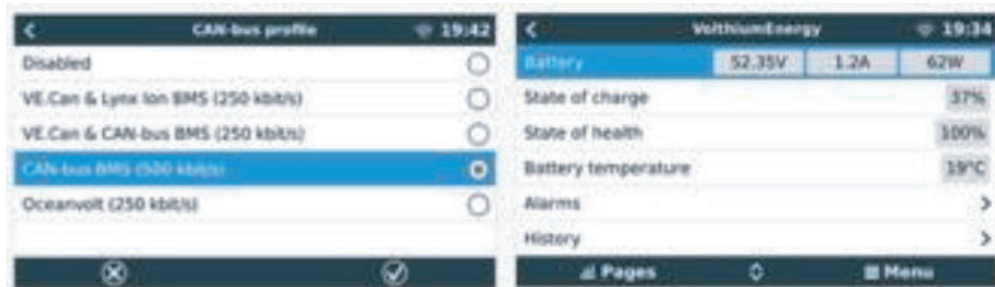 CAN-bus profile 19:42
Disabled
VE.Can & Lynx Ion BMS (250 kbit/s)
VE.Can & CAN-bus BMS (250 kbit/s)
CAN-bus BMS (500 kbit/s)
Oceanvolt (250 kbit/s)
VolthiumEnergy 19:34
Battery 52.35V 1.2A 62W
State of charge 37%
State of health 100%
Battery temperature 19°C
Alarms
History
Pages Menu